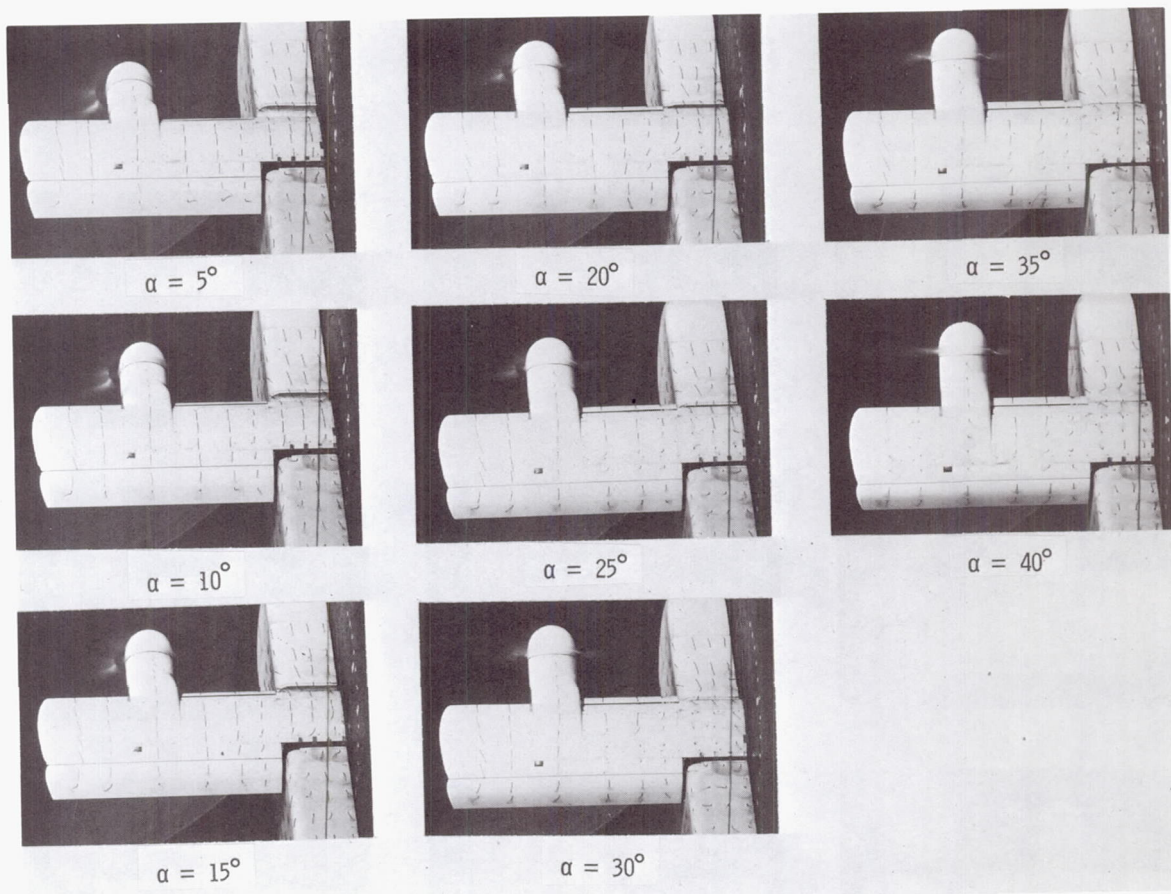 α = 5°
α = 20°
α = 35°
α = 10°
α = 25°
α = 40°
α = 15°
α = 30°